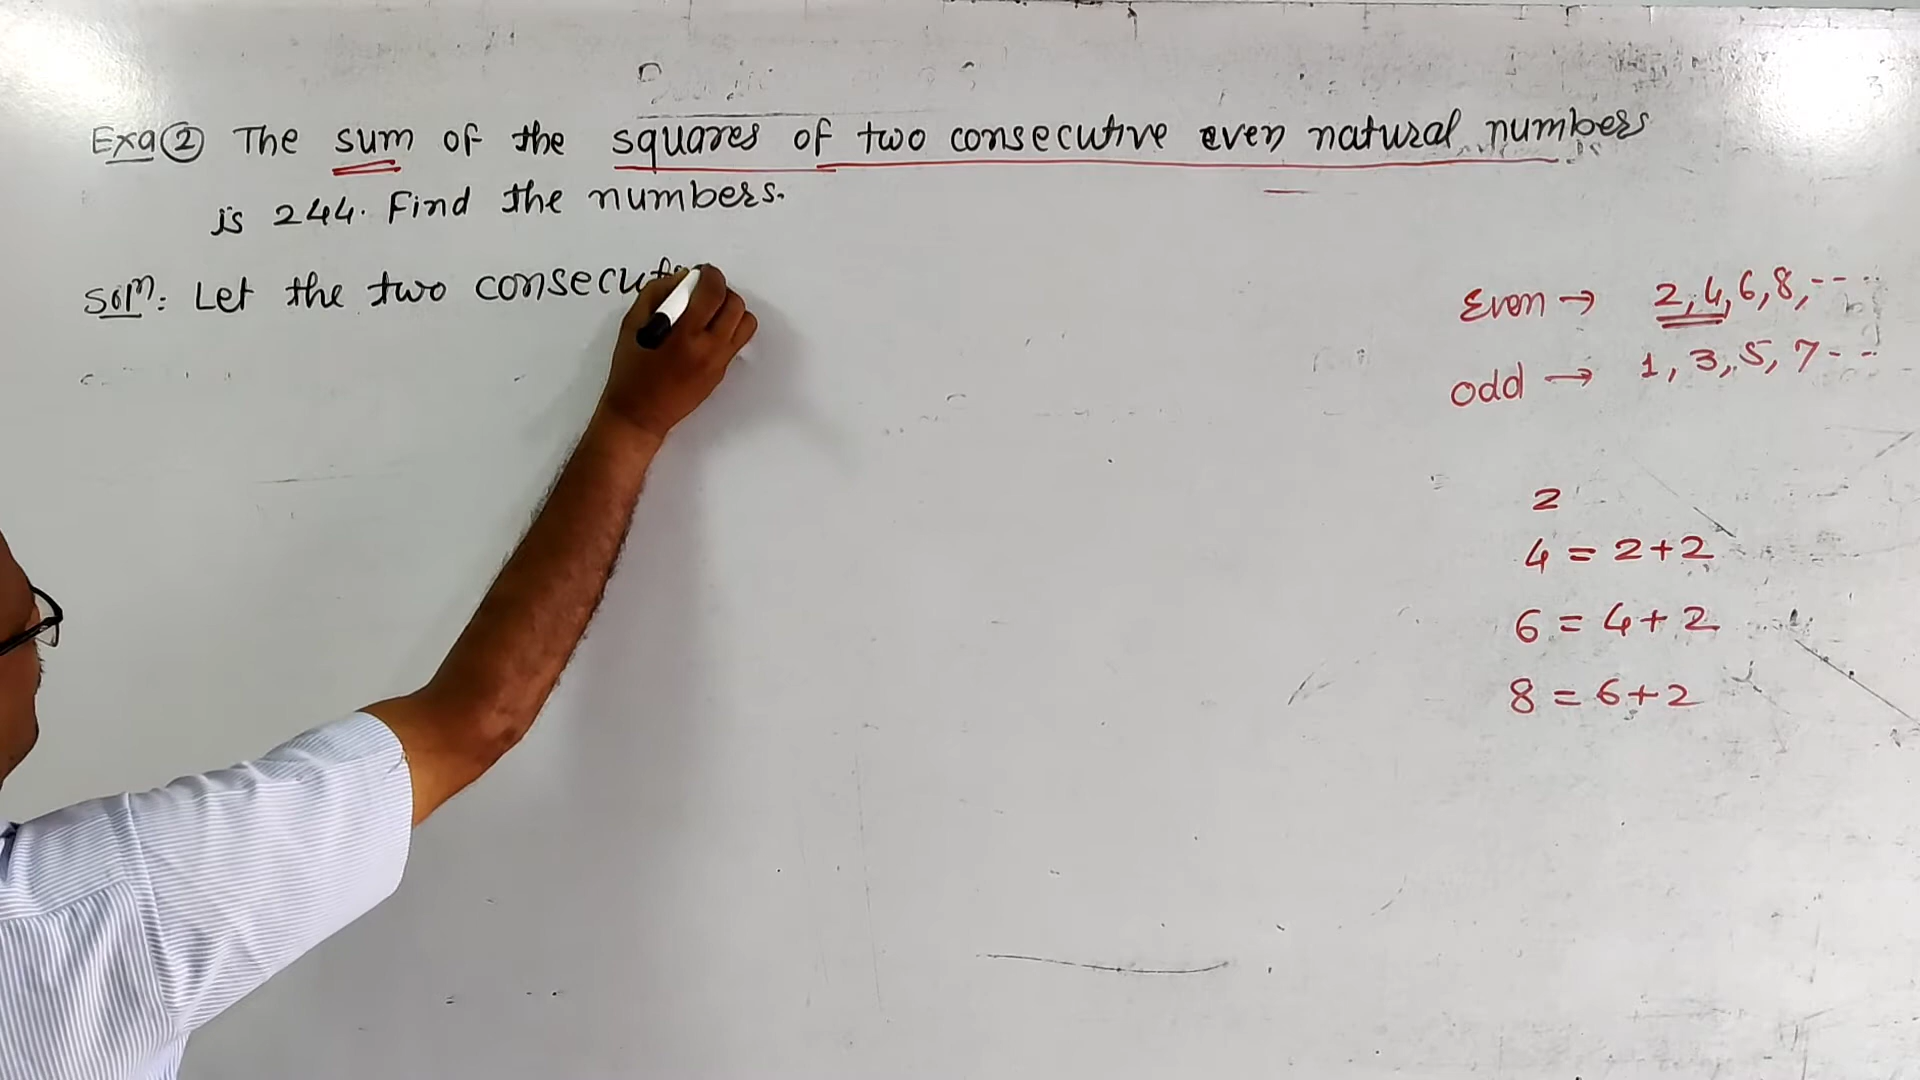 Exa② The sum of the squares of two consecutive even natural numbers
is 244. Find the numbers.
Solⁿ: Let the two
Even → 2, 4, 6, 8, - -
odd → 1, 3, 5, 7 - -
2
4 = 2+2
6 = 4+2
8 = 6+2